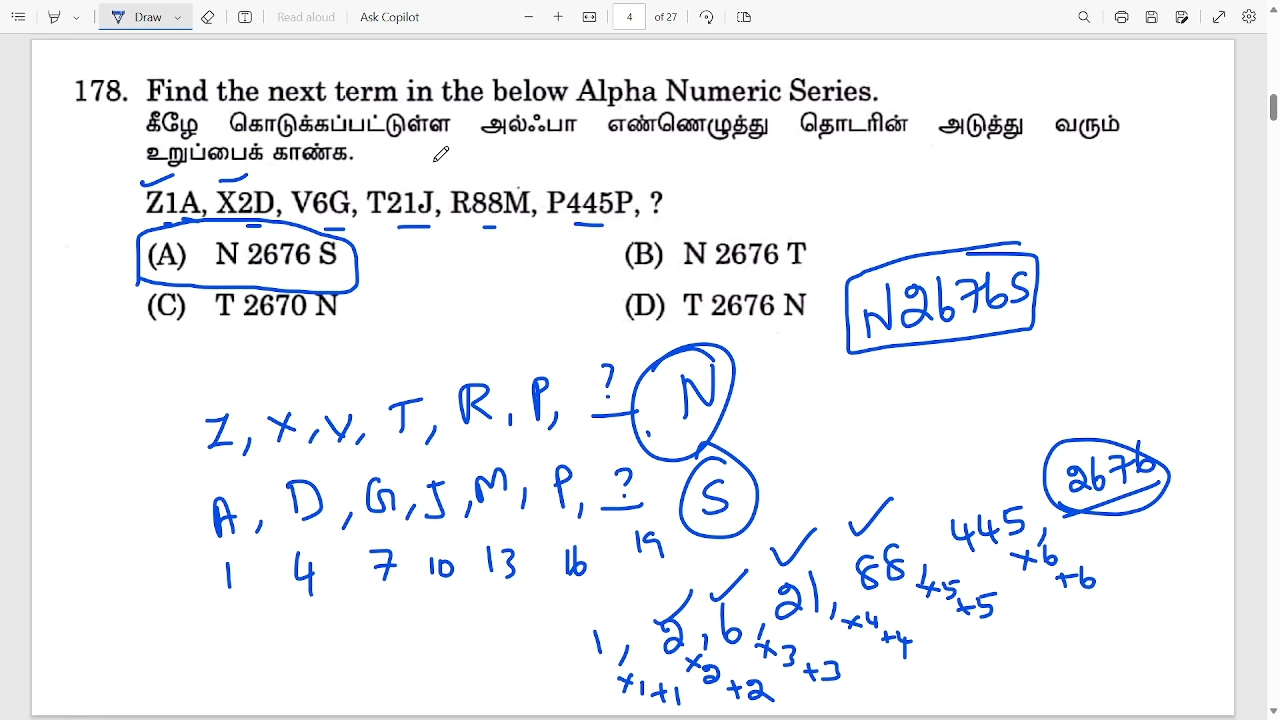 Draw
Read aloud
Ask Copilot
4
of 27
178. Find the next term in the below Alpha Numeric Series.
கீழே கொடுக்கப்பட்டுள்ள அல்ஃபா எண்ணெழுத்து தொடரின் அடுத்து வரும்
உறுப்பைக் காண்க.
Z1A, X2D, V6G, T21J, R88M, P445P, ?
(A) N 2676 S
(B) N 2676 T
(C) T 2670 N
(D) T 2676 N
N2676S
Z, X, V, T, R, P, ? N
A, D, G, J, M, P, ? S
1 4 7 10 13 16 19
1, 2, 6, 21, 88, 445, 2676
×1+1 ×2+2 ×3+3 ×4+4 ×5+5 ×6+6